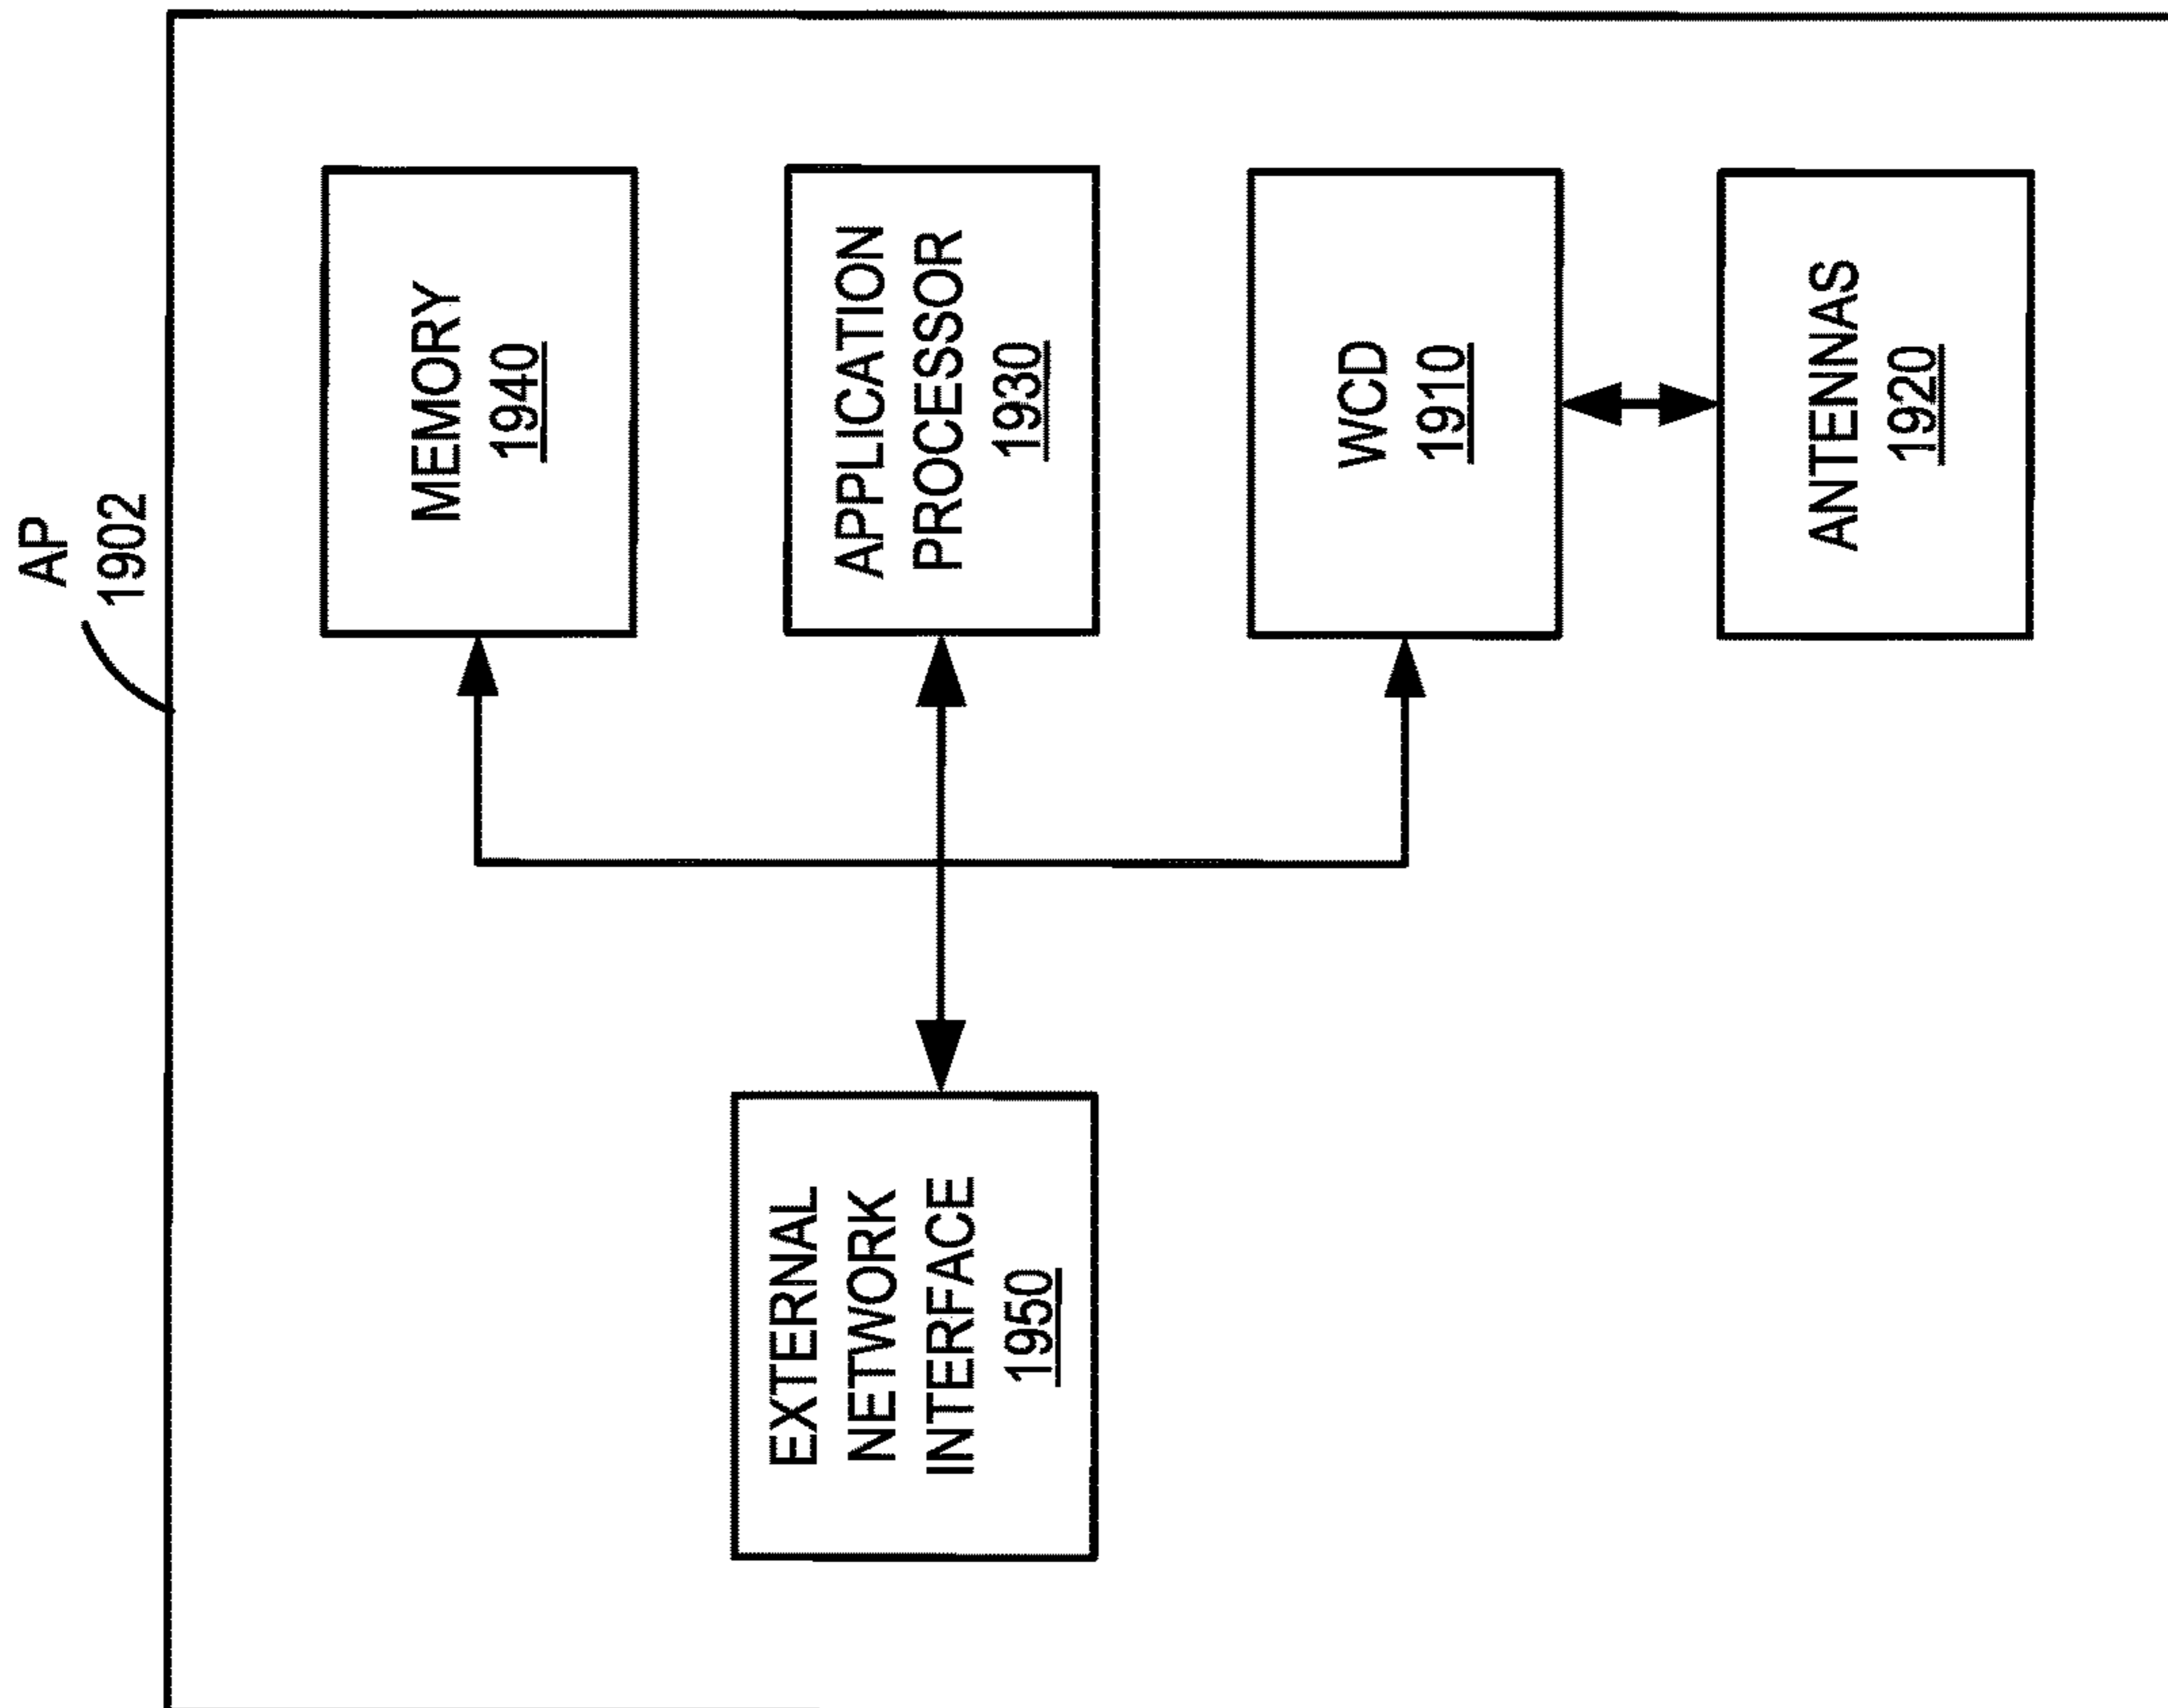 AP
1902
MEMORY
1940
APPLICATION
PROCESSOR
1930
WCD
1910
ANTENNAS
1920
EXTERNAL
NETWORK
INTERFACE
1950